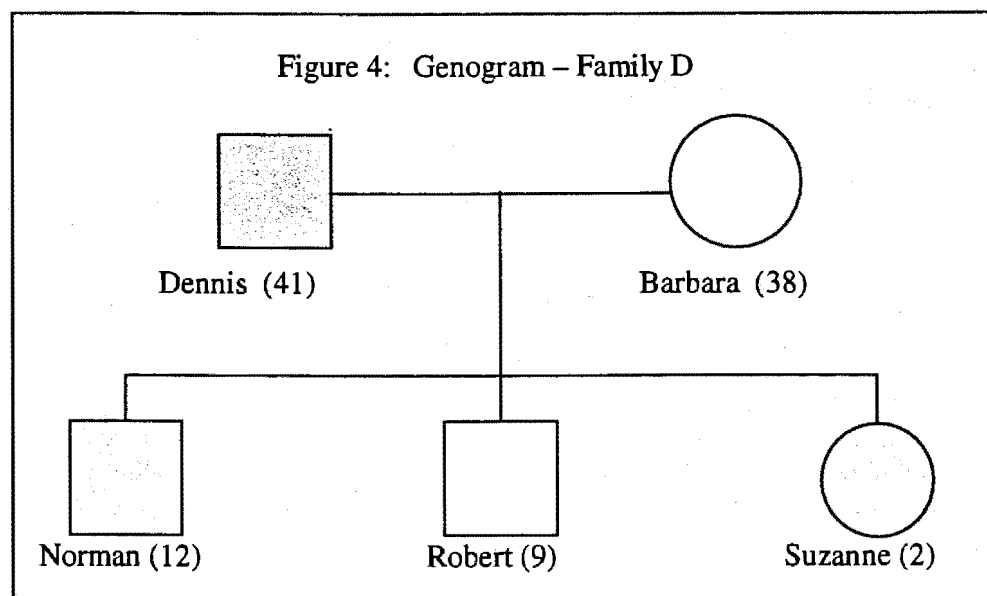 Figure 4: Genogram – Family D
Dennis (41)
Barbara (38)
Norman (12)
Robert (9)
Suzanne (2)